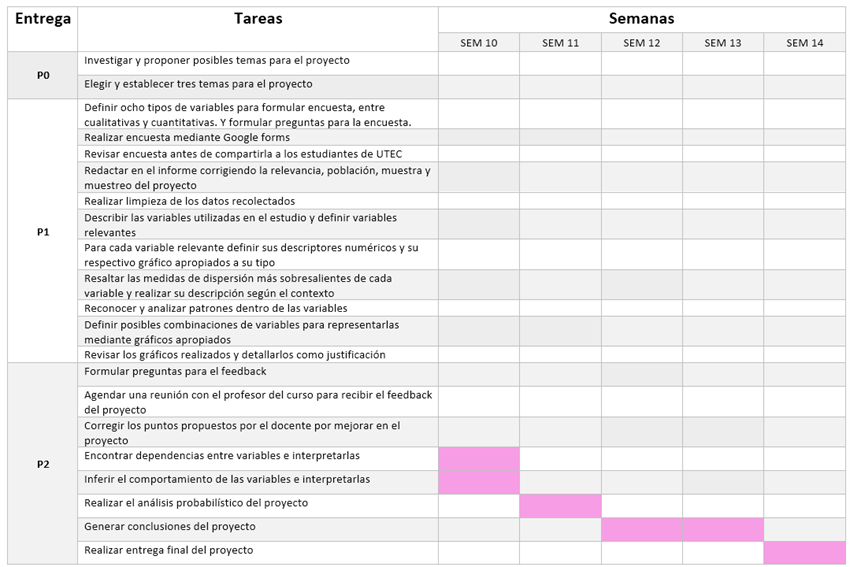 Entrega
Tareas
Semanas
SEM 10
SEM 11
SEM 12
SEM 13
SEM 14
P0
Investigar y proponer posibles temas para el proyecto
Elegir y establecer tres temas para el proyecto
P1
Definir ocho tipos de variables para formular encuesta, entre
cualitativas y cuantitativas. Y formular preguntas para la encuesta.
Realizar encuesta mediante Google forms
Revisar encuesta antes de compartirla a los estudiantes de UTEC
Redactar en el informe corrigiendo la relevancia, población, muestra y
muestreo del proyecto
Realizar limpieza de los datos recolectados
Describir las variables utilizadas en el estudio y definir variables
relevantes
Para cada variable relevante definir sus descriptores numéricos y su
respectivo gráfico apropiados a su tipo
Resaltar las medidas de dispersión más sobresalientes de cada
variable y realizar su descripción según el contexto
Reconocer y analizar patrones dentro de las variables
Definir posibles combinaciones de variables para representarlas
mediante gráficos apropiados
Revisar los gráficos realizados y detallarlos como justificación
P2
Formular preguntas para el feedback
Agendar una reunión con el profesor del curso para recibir el feedback
del proyecto
Corregir los puntos propuestos por el docente por mejorar en el
proyecto
Encontrar dependencias entre variables e interpretarlas
Inferir el comportamiento de las variables e interpretarlas
Realizar el análisis probabilístico del proyecto
Generar conclusiones del proyecto
Realizar entrega final del proyecto